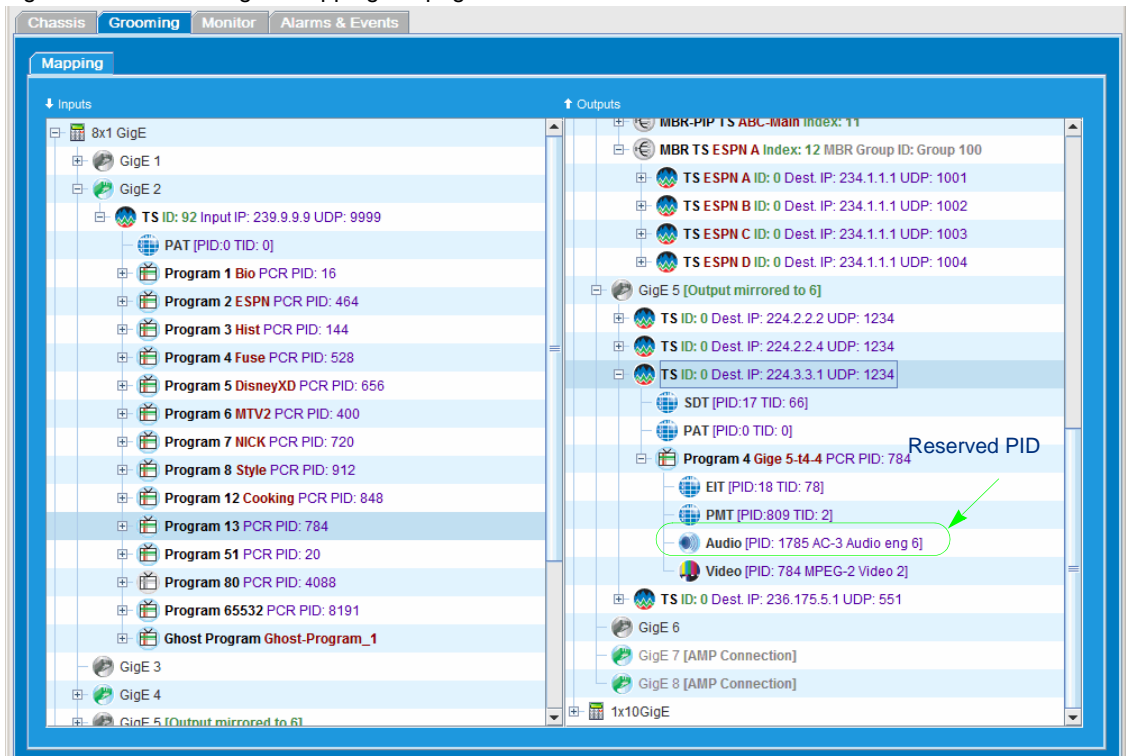 Chassis Grooming Monitor Alarms & Events
Mapping
Inputs
8x1 GigE
GigE 1
GigE 2
TS ID: 92 Input IP: 239.9.9.9 UDP: 9999
PAT [PID:0 TID: 0]
Program 1 Bio PCR PID: 16
Program 2 ESPN PCR PID: 464
Program 3 Hist PCR PID: 144
Program 4 Fuse PCR PID: 528
Program 5 DisneyXD PCR PID: 656
Program 6 MTV2 PCR PID: 400
Program 7 NICK PCR PID: 720
Program 8 Style PCR PID: 912
Program 12 Cooking PCR PID: 848
Program 13 PCR PID: 784
Program 51 PCR PID: 20
Program 80 PCR PID: 4088
Program 65532 PCR PID: 8191
Ghost Program Ghost-Program_1
GigE 3
GigE 4
GigE 5 [Output mirrored to 6]
Outputs
MBR-PIP TS ABC-Main Index: 11
MBR TS ESPN A Index: 12 MBR Group ID: Group 100
TS ESPN A ID: 0 Dest. IP: 234.1.1.1 UDP: 1001
TS ESPN B ID: 0 Dest. IP: 234.1.1.1 UDP: 1002
TS ESPN C ID: 0 Dest. IP: 234.1.1.1 UDP: 1003
TS ESPN D ID: 0 Dest. IP: 234.1.1.1 UDP: 1004
GigE 5 [Output mirrored to 6]
TS ID: 0 Dest. IP: 224.2.2.2 UDP: 1234
TS ID: 0 Dest. IP: 224.2.2.4 UDP: 1234
TS ID: 0 Dest. IP: 224.3.3.1 UDP: 1234
SDT [PID:17 TID: 66]
PAT [PID:0 TID: 0]
Program 4 Gige 5-t4-4 PCR PID: 784
Reserved PID
EIT [PID:18 TID: 78]
PMT [PID:809 TID: 2]
Audio [PID: 1785 AC-3 Audio eng 6]
Video [PID: 784 MPEG-2 Video 2]
TS ID: 0 Dest. IP: 236.175.5.1 UDP: 551
GigE 6
GigE 7 [AMP Connection]
GigE 8 [AMP Connection]
1x10GigE